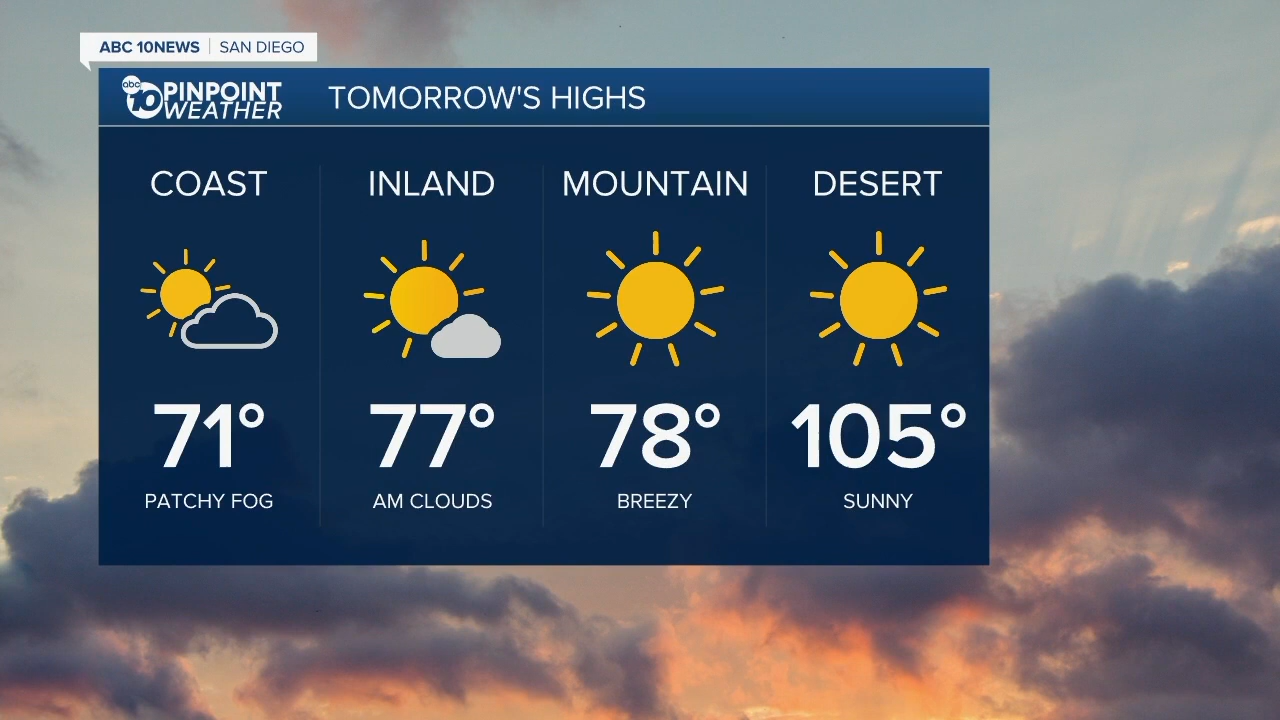 ABC 10NEWS | SAN DIEGO
abc 10 PINPOINT WEATHER
TOMORROW'S HIGHS
COAST
71°
PATCHY FOG
INLAND
77°
AM CLOUDS
MOUNTAIN
78°
BREEZY
DESERT
105°
SUNNY